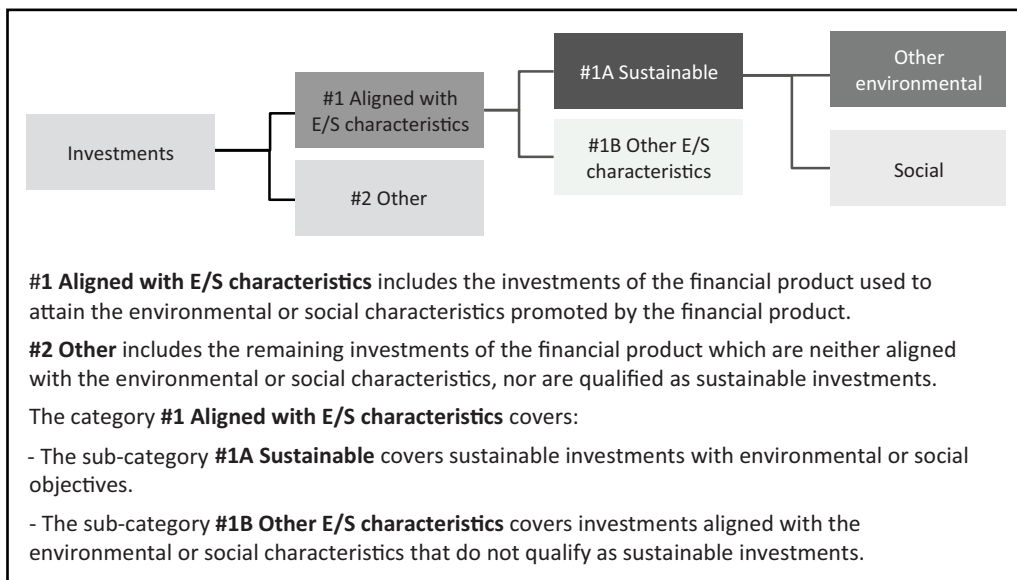 Investments
#1 Aligned with
E/S characteristics
#2 Other
#1A Sustainable
#1B Other E/S
characteristics
Other
environmental
Social
#1 Aligned with E/S characteristics includes the investments of the financial product used to
attain the environmental or social characteristics promoted by the financial product.
#2 Other includes the remaining investments of the financial product which are neither aligned
with the environmental or social characteristics, nor are qualified as sustainable investments.
The category #1 Aligned with E/S characteristics covers:
- The sub-category #1A Sustainable covers sustainable investments with environmental or social
objectives.
- The sub-category #1B Other E/S characteristics covers investments aligned with the
environmental or social characteristics that do not qualify as sustainable investments.